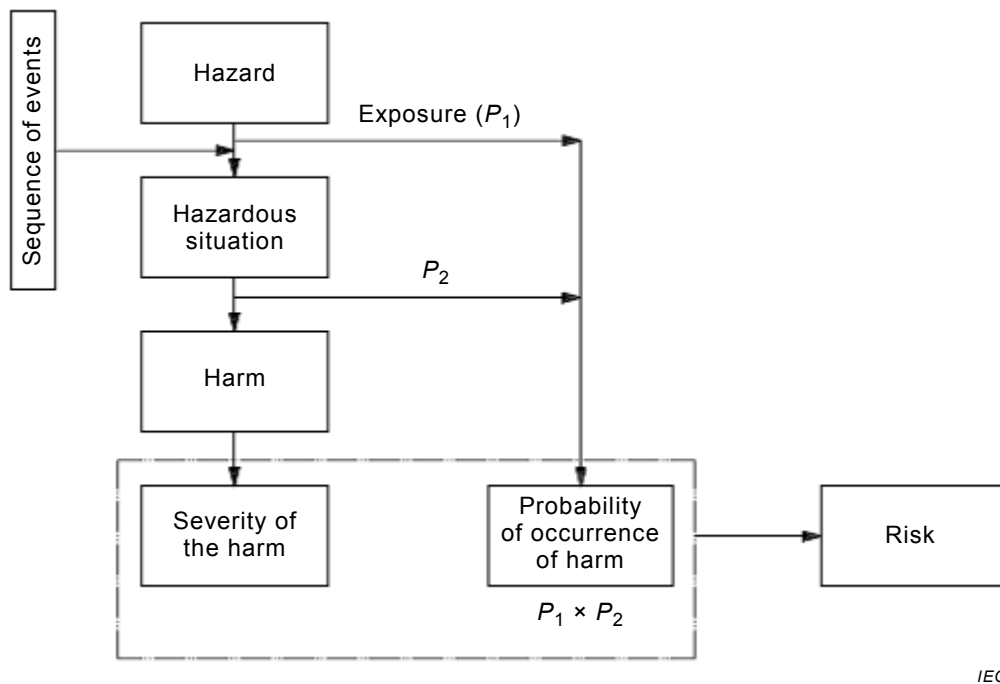 Sequence of events
Hazard
Exposure (P1)
Hazardous
situation
P2
Harm
Severity of
the harm
Probability
of occurrence
of harm
P1 × P2
Risk
IEC